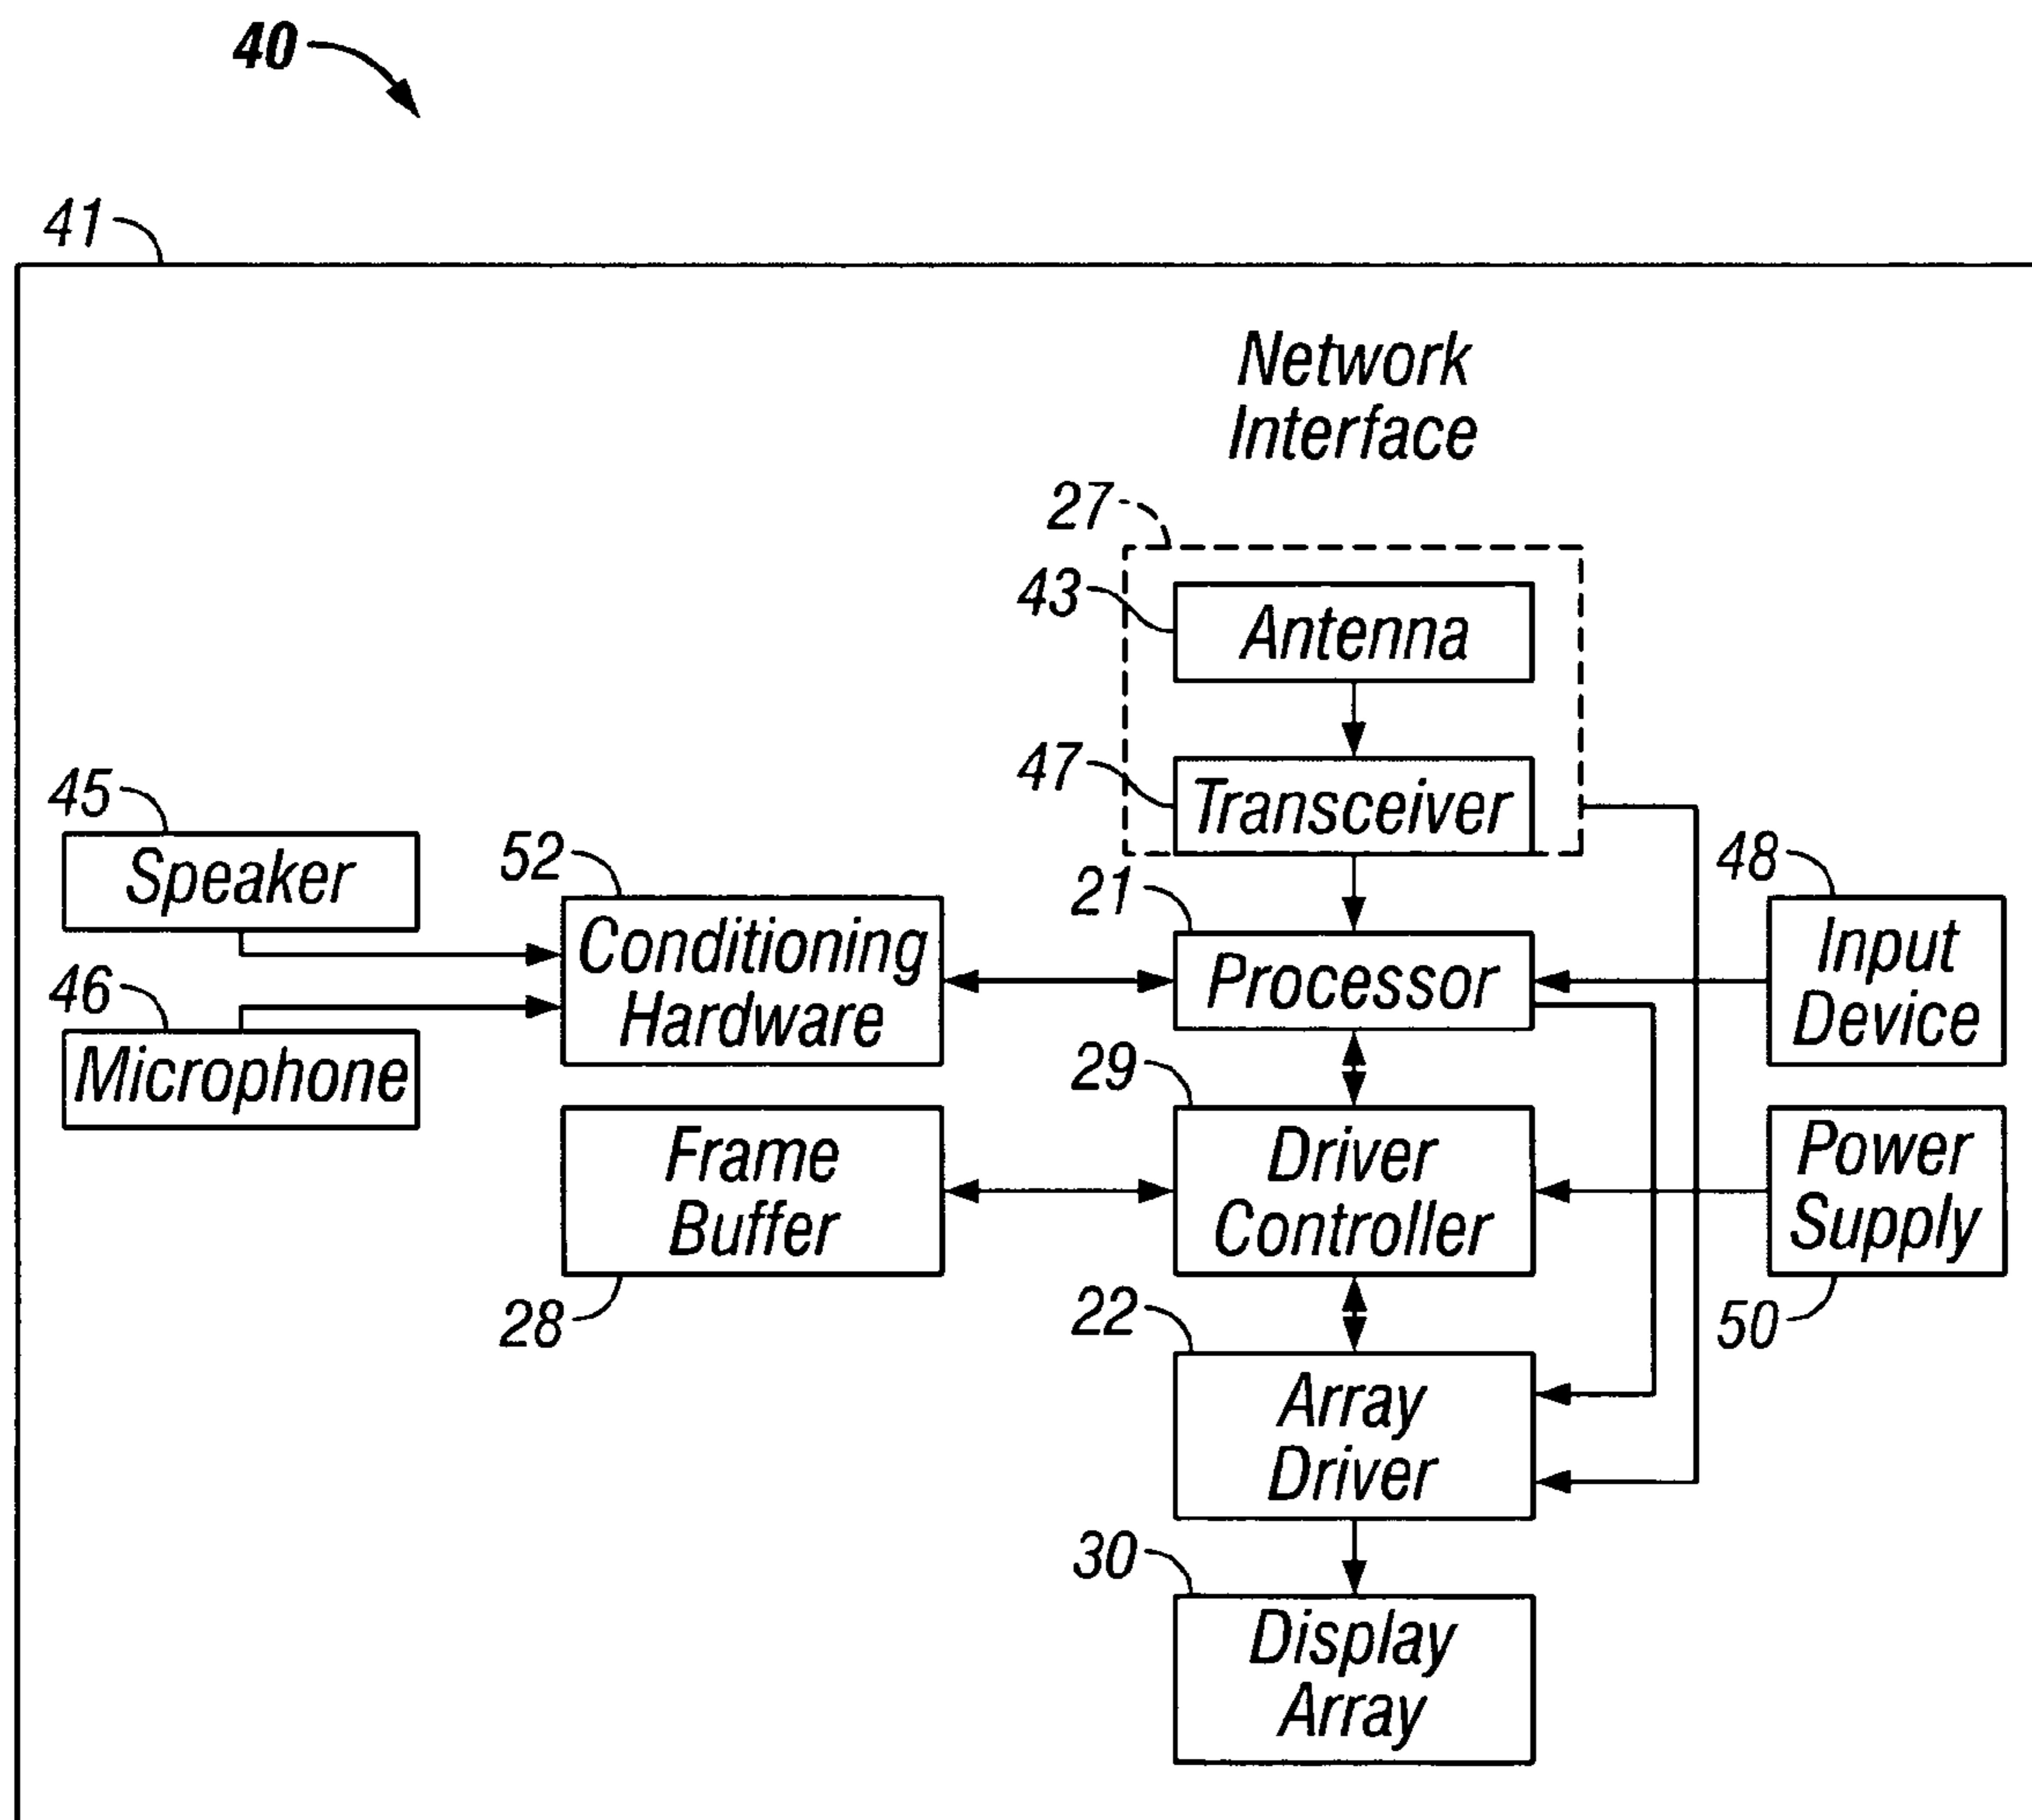 40
41
Network
Interface
27
43
Antenna
47
Transceiver
45
Speaker
52
Conditioning
Hardware
21
Processor
48
Input
Device
46
Microphone
29
Driver
Controller
Frame
Buffer
28
Power
Supply
50
22
Array
Driver
30
Display
Array